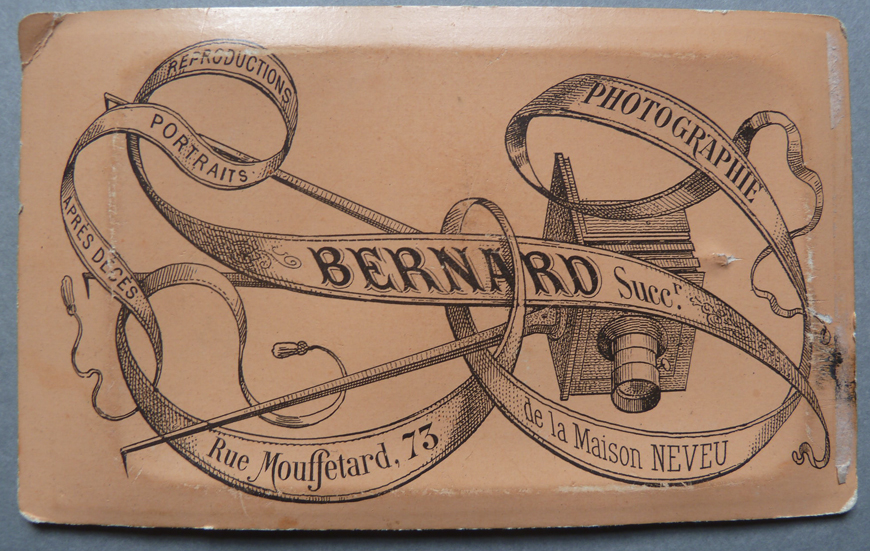 REPRODUCTIONS
PORTRAITS
APRÈS DÉCÈS
PHOTOGRAPHIE
BERNARD Succr.
de la Maison NEVEU
Rue Mouffetard, 73